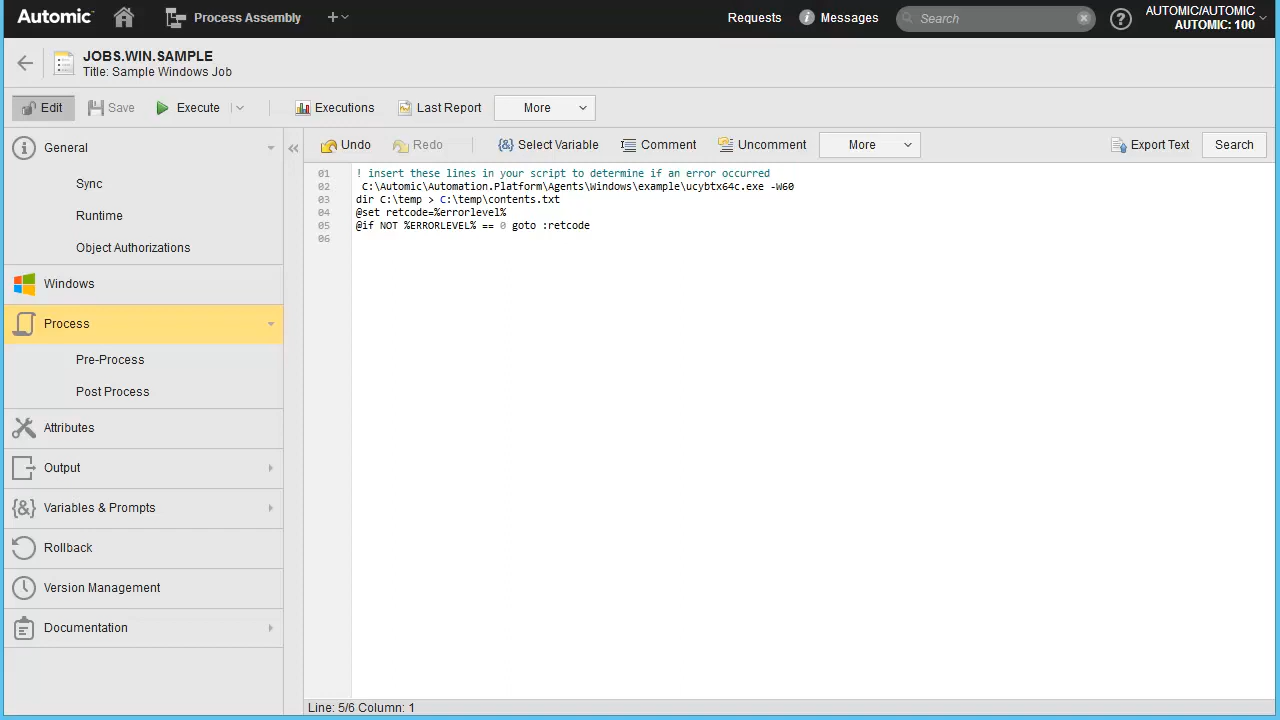 Automic
Process Assembly
Requests
Messages
Search
AUTOMIC/AUTOMIC
AUTOMIC: 100
JOBS.WIN.SAMPLE
Title: Sample Windows Job
Edit
Save
Execute
Executions
Last Report
More
General
Sync
Runtime
Object Authorizations
Windows
Process
Pre-Process
Post Process
Attributes
Output
Variables & Prompts
Rollback
Version Management
Documentation
Undo
Redo
Select Variable
Comment
Uncomment
More
Export Text
Search
01 ! insert these lines in your script to determine if an error occurred
02 C:\Automic\Automation.Platform\Agents\Windows\example\ucybtx64c.exe -W60
03 dir C:\temp > C:\temp\contents.txt
04 @set retcode=%errorlevel%
05 @if NOT %ERRORLEVEL% == 0 goto :retcode
06
Line: 5/6 Column: 1